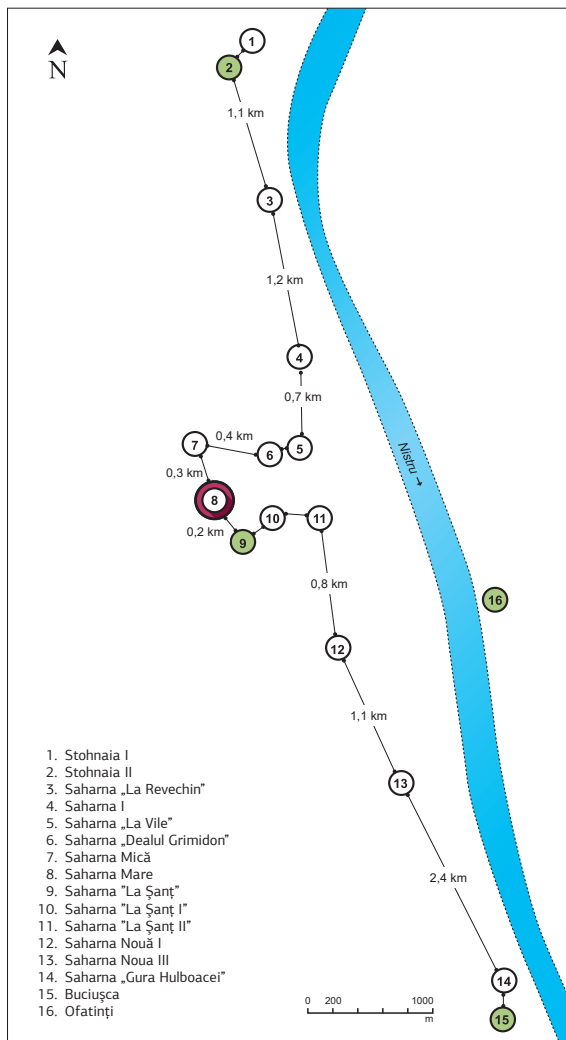 N
1
2
1,1 km
3
1,2 km
4
0,7 km
7
0,4 km
6
5
0,3 km
8
0,2 km
9
10
11
Nistru →
0,8 km
16
12
1,1 km
13
2,4 km
14
15
1. Stohnaia I
2. Stohnaia II
3. Saharna „La Revechin”
4. Saharna I
5. Saharna „La Vile”
6. Saharna „Dealul Grimidon”
7. Saharna Mică
8. Saharna Mare
9. Saharna "La Şanţ”
10. Saharna "La Şanţ I”
11. Saharna "La Şanţ II”
12. Saharna Nouă I
13. Saharna Noua III
14. Saharna „Gura Hulboacei”
15. Buciuşca
16. Ofatinţi
0 200 1000
m